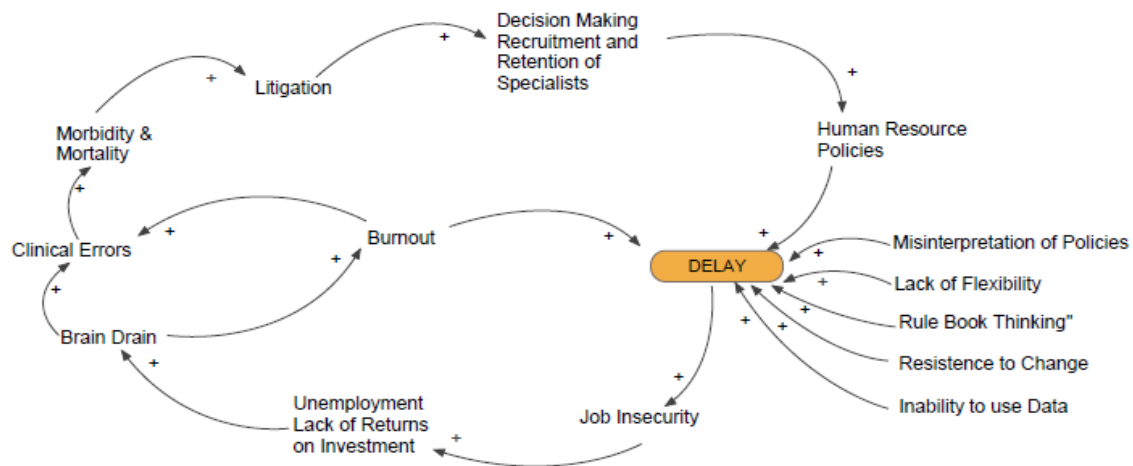 Decision Making
Recruitment and
Retention of
Specialists
+
+
+
+
Litigation
Morbidity &
Mortality
Human Resource
Policies
+
Clinical Errors
+
Burnout
+
+
+
DELAY
+
Misinterpretation of Policies
+
Lack of Flexibility
+
Rule Book Thinking"
+
Resistence to Change
+
Inability to use Data
+
Brain Drain
+
+
Unemployment
Lack of Returns
on Investment
+
Job Insecurity
+